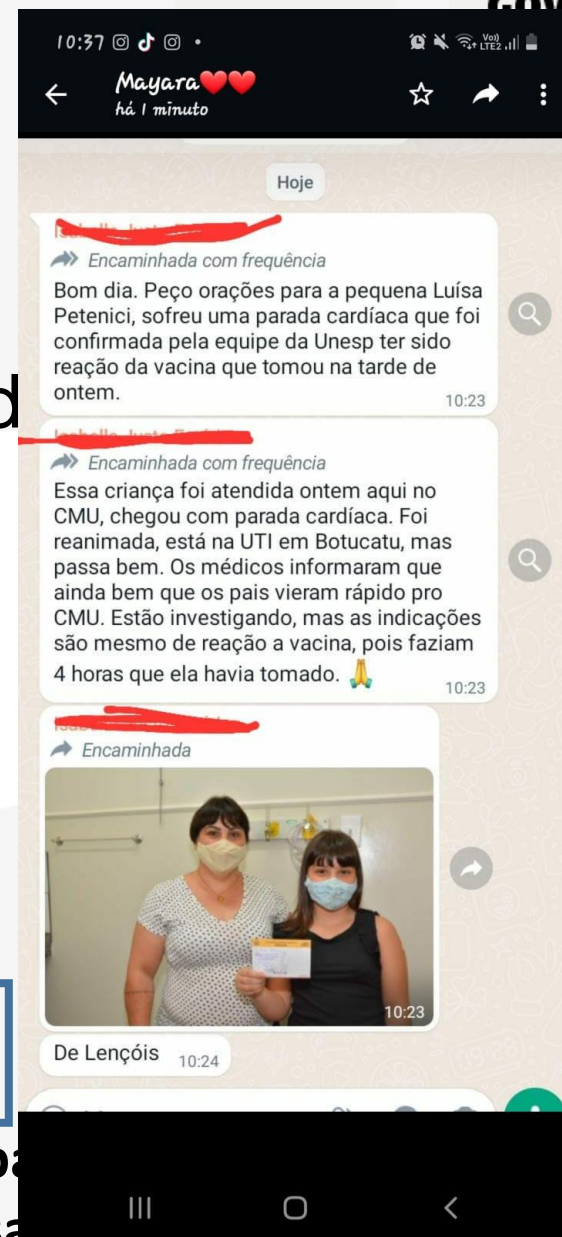 10:37
Voo)
LTE2
Mayara
há 1 minuto
Hoje
Encaminhada com frequência
Bom dia. Peço orações para a pequena Luísa
Petenici, sofreu uma parada cardíaca que foi
confirmada pela equipe da Unesp ter sido
reação da vacina que tomou na tarde de
ontem.
10:23
Encaminhada com frequência
Essa criança foi atendida ontem aqui no
CMU, chegou com parada cardíaca. Foi
reanimada, está na UTI em Botucatu, mas
passa bem. Os médicos informaram que
ainda bem que os pais vieram rápido pro
CMU. Estão investigando, mas as indicações
são mesmo de reação a vacina, pois faziam
4 horas que ela havia tomado.
10:23
Encaminhada
10:23
De Lençóis 10:24